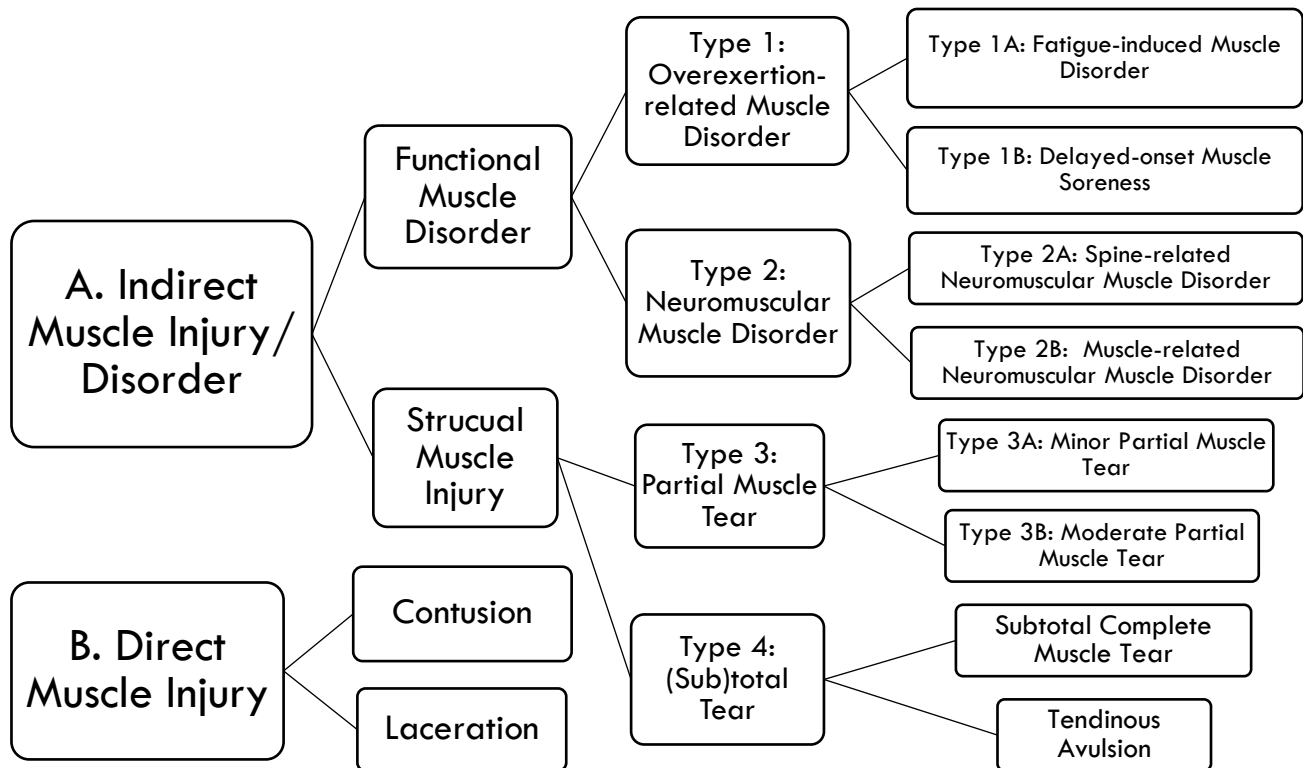 A. Indirect
Muscle Injury/
Disorder
Functional
Muscle
Disorder
Type 1:
Overexertion-
related Muscle
Disorder
Type 1A: Fatigue-induced Muscle
Disorder
Type 1B: Delayed-onset Muscle
Soreness
Type 2:
Neuromuscular
Muscle Disorder
Type 2A: Spine-related
Neuromuscular Muscle Disorder
Type 2B: Muscle-related
Neuromuscular Muscle Disorder
Strucual
Muscle
Injury
Type 3:
Partial Muscle
Tear
Type 3A: Minor Partial Muscle
Tear
Type 3B: Moderate Partial
Muscle Tear
Type 4:
(Sub)total
Tear
Subtotal Complete
Muscle Tear
Tendinous
Avulsion
B. Direct
Muscle Injury
Contusion
Laceration